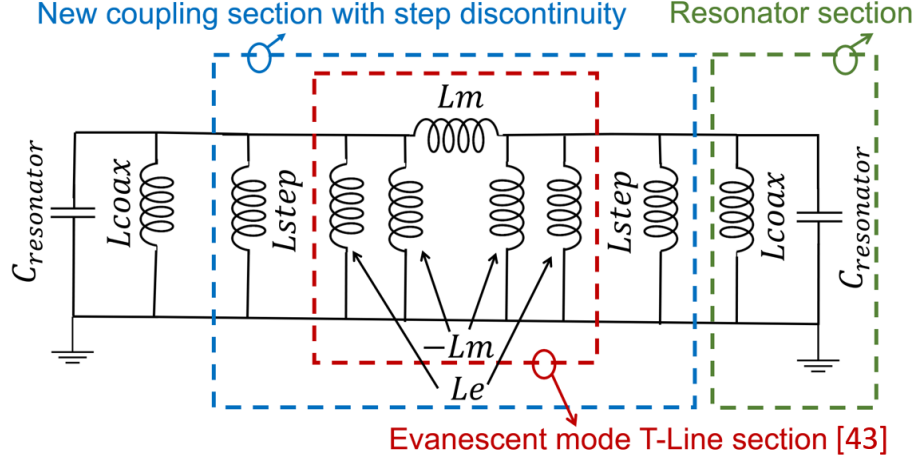 New coupling section with step discontinuity
Resonator section
Lm
Cresonator
Lcoax
Lstep
Lstep
Lcoax
Cresonator
−Lm
Le
Evanescent mode T-Line section [43]